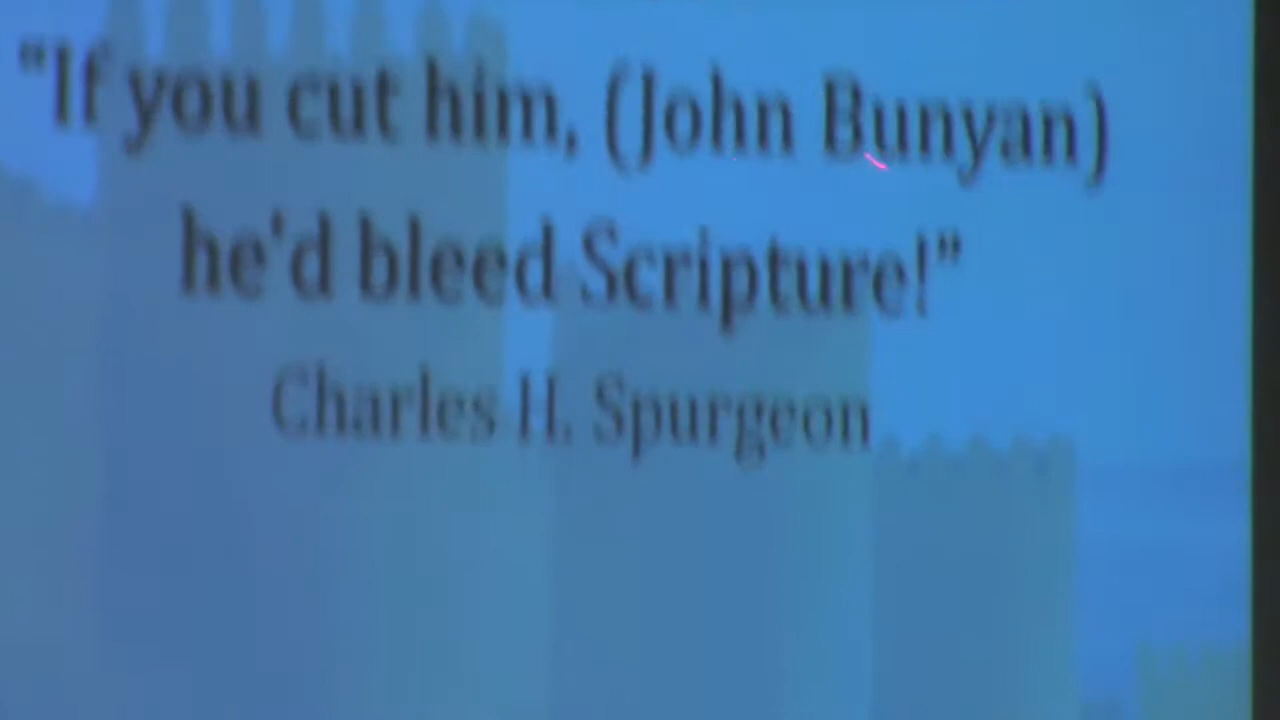 "If you cut him, (John Bunyan)
he'd bleed Scripture!”
Charles H. Spurgeon